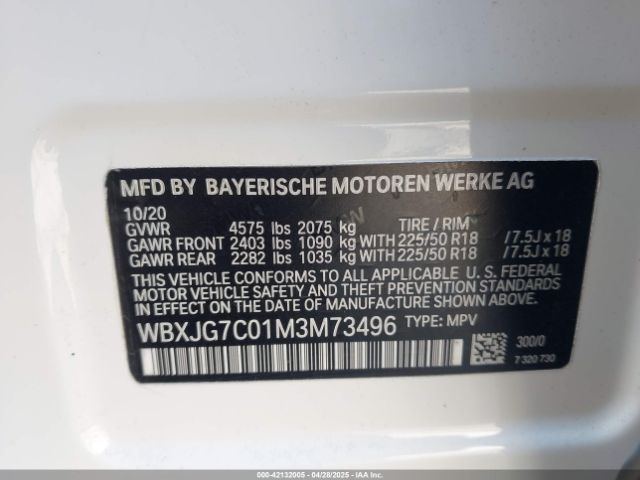 MFD BY BAYERISCHE MOTOREN WERKE AG
10/20
GVWR 4575 lbs 2075 kg TIRE / RIM
GAWR FRONT 2403 lbs 1090 kg WITH 225/50 R18 / 7.5J x 18
GAWR REAR 2282 lbs 1035 kg WITH 225/50 R18 / 7.5J x 18
THIS VEHICLE CONFORMS TO ALL APPLICABLE U. S. FEDERAL
MOTOR VEHICLE SAFETY AND THEFT PREVENTION STANDARDS
IN EFFECT ON THE DATE OF MANUFACTURE SHOWN ABOVE.
WBXJG7C01M3M73496 TYPE: MPV
300/0
7 320 730
000-42132005 - 04/28/2025 - IAAI.COM